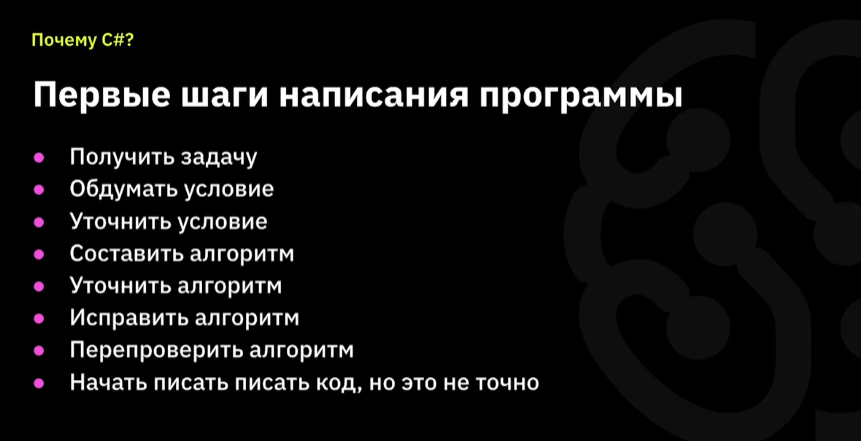 Почему C#?
Первые шаги написания программы
Получить задачу
Обдумать условие
Уточнить условие
Составить алгоритм
Уточнить алгоритм
Исправить алгоритм
Перепроверить алгоритм
Начать писать писать код, но это не точно